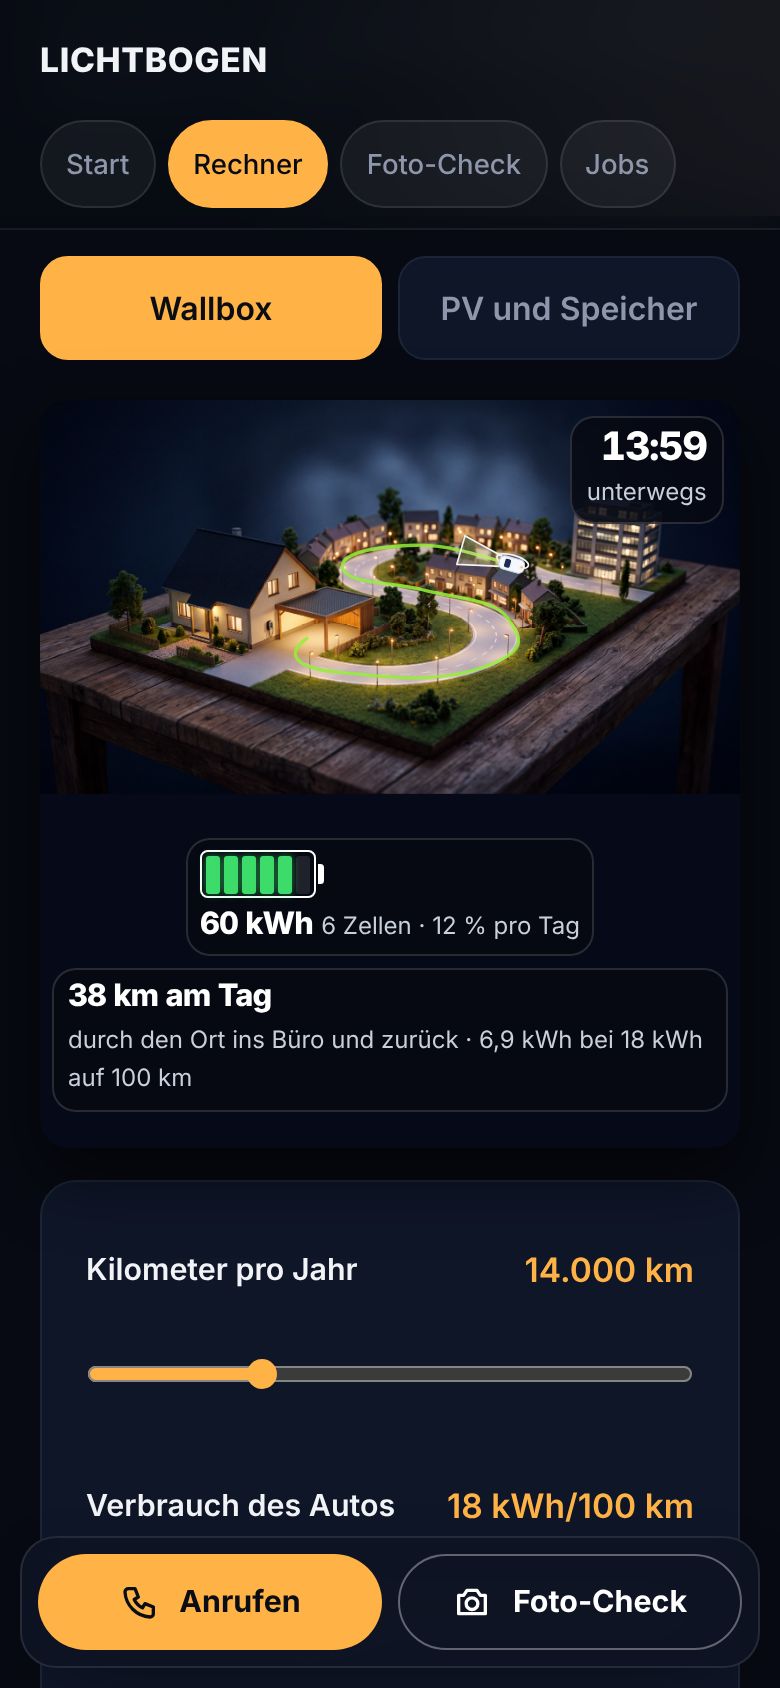 LICHTBOGEN
Start
Rechner
Foto-Check
Jobs
Wallbox
PV und Speicher
13:59
unterwegs
60 kWh 6 Zellen · 12 % pro Tag
38 km am Tag
durch den Ort ins Büro und zurück · 6,9 kWh bei 18 kWh
auf 100 km
Kilometer pro Jahr
14.000 km
Verbrauch des Autos
18 kWh/100 km
Anrufen
Foto-Check